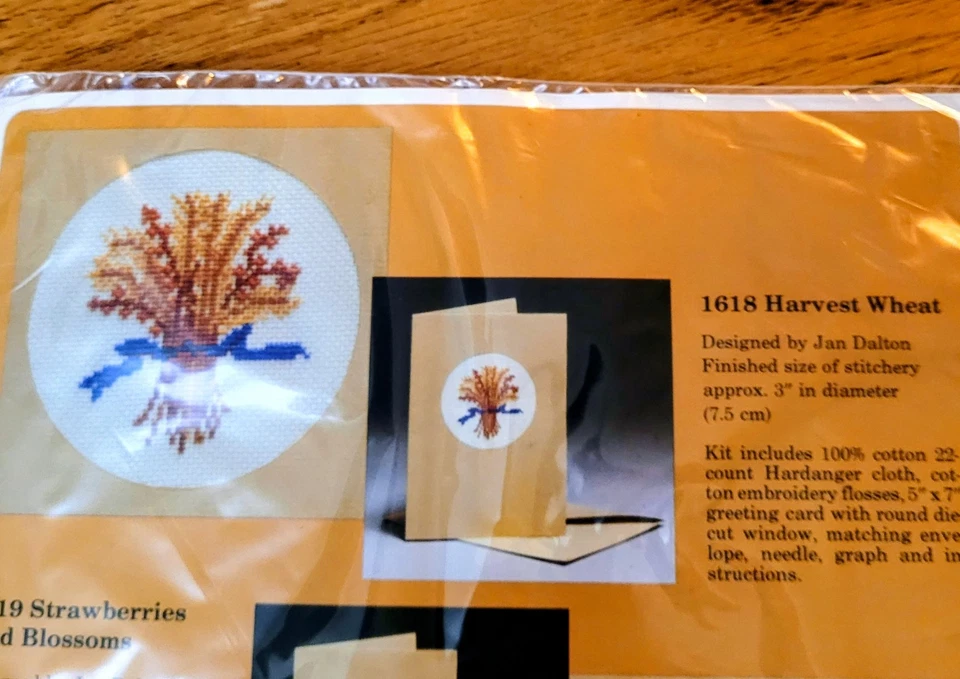 1618 Harvest Wheat
Designed by Jan Dalton
Finished size of stitchery
approx. 3" in diameter
(7.5 cm)
Kit includes 100% cotton 22-
count Hardanger cloth, cot-
ton embroidery flosses, 5" x 7"
greeting card with round die-
cut window, matching enve
lope, needle, graph and in
structions.
19 Strawberries
d Blossoms